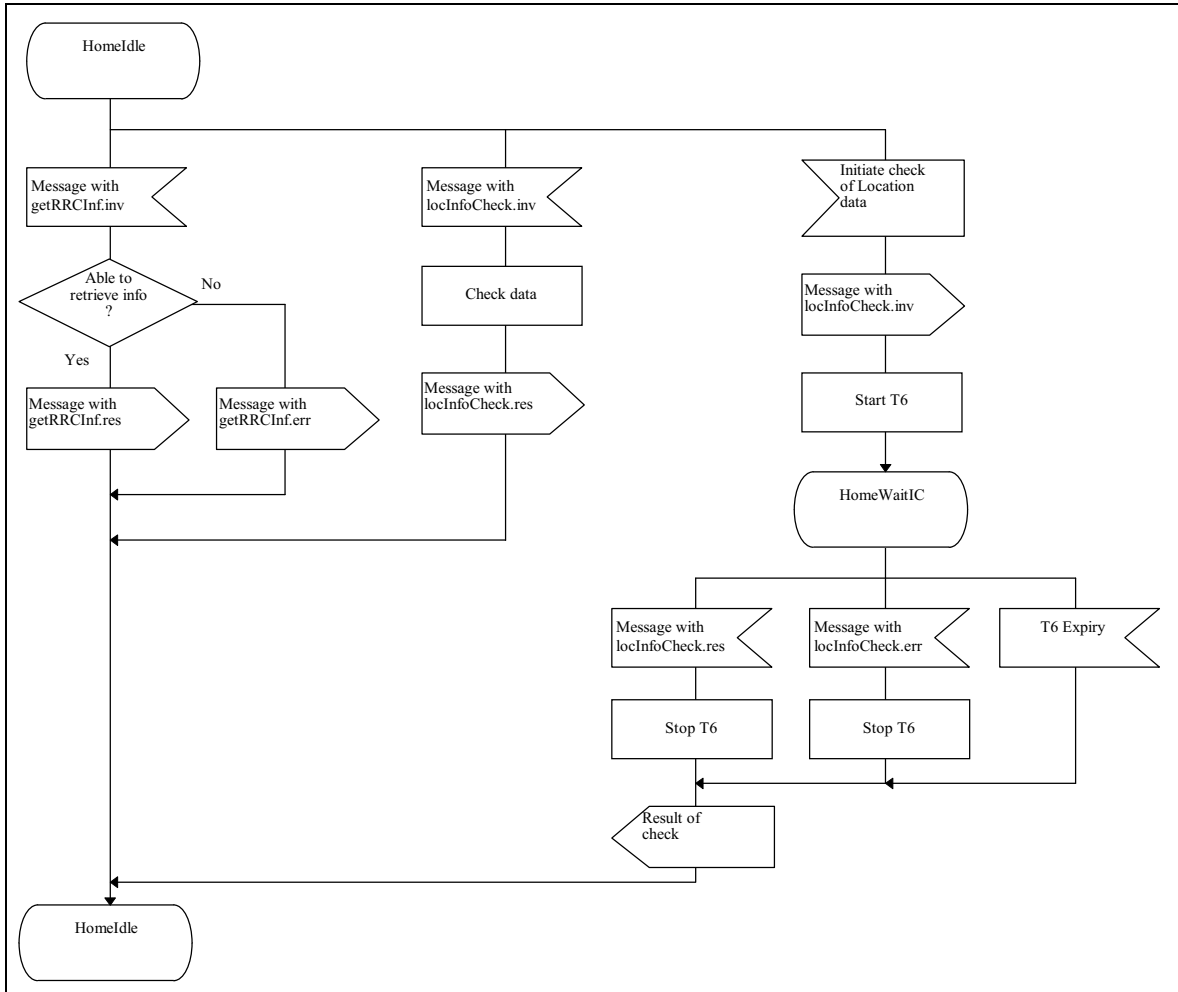 HomeIdle
Message with
getRRCInf.inv
Able to
retrieve info
?
No
Yes
Message with
getRRCInf.res
Message with
getRRCInf.err
Message with
locInfoCheck.inv
Check data
Message with
locInfoCheck.res
Initiate check
of Location
data
Message with
locInfoCheck.inv
Start T6
HomeWaitIC
Message with
locInfoCheck.res
Message with
locInfoCheck.err
T6 Expiry
Stop T6
Stop T6
Result of
check
HomeIdle